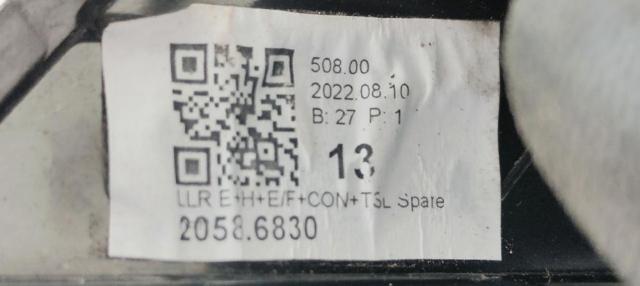 508.00
2022.08.10
B: 27 P: 1
13
LLR E+H+E/F+CON+TSL Spare
2058.6830